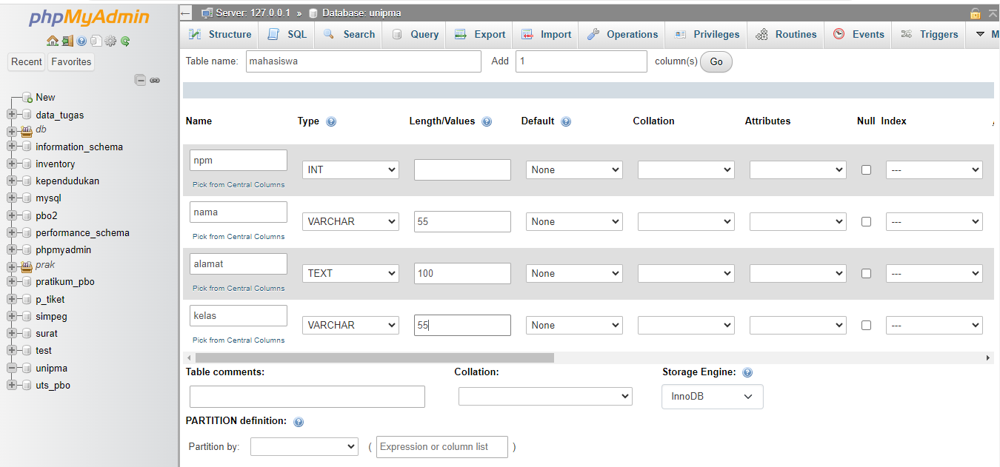 phpMyAdmin
Recent Favorites
New
data_tugas
db
information_schema
inventory
kependudukan
mysql
pbo2
performance_schema
phpmyadmin
prak
pratikum_pbo
p_tiket
simpeg
surat
test
unipma
uts_pbo
Server: 127.0.0.1 » Database: unipma
Structure SQL Search Query Export Import Operations Privileges Routines Events Triggers M
Table name: mahasiswa Add 1 column(s) Go
Name Type Length/Values Default Collation Attributes Null Index
npm INT None ---
Pick from Central Columns
nama VARCHAR 55 None ---
Pick from Central Columns
alamat TEXT 100 None ---
Pick from Central Columns
kelas VARCHAR 55 None ---
Pick from Central Columns
Table comments: Collation: Storage Engine:
InnoDB
PARTITION definition:
Partition by: ( Expression or column list )